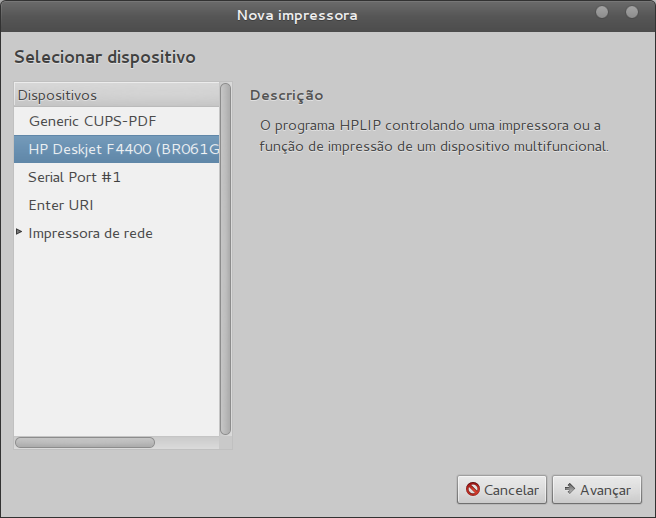 Nova impressora
Selecionar dispositivo
Dispositivos
Generic CUPS-PDF
HP Deskjet F4400 (BR061G
Serial Port #1
Enter URI
Impressora de rede
Descrição
O programa HPLIP controlando uma impressora ou a
função de impressão de um dispositivo multifuncional.
Cancelar
Avançar